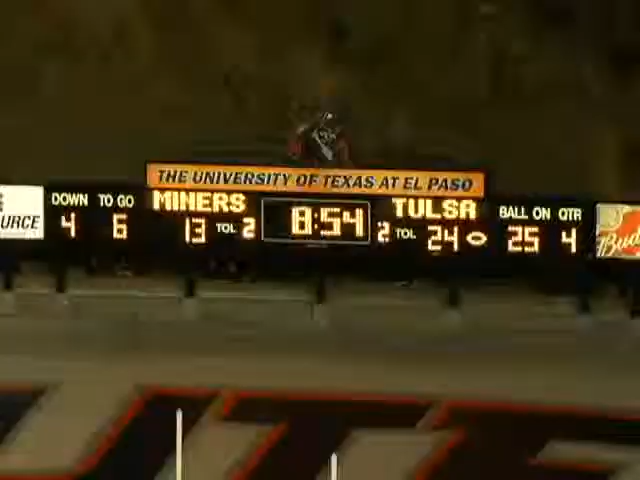 THE UNIVERSITY OF TEXAS AT EL PASO
URCE DOWN TO GO MINERS 8:54 TULSA BALL ON QTR
4 6 13 TOL 2 2 TOL 24 25 4
Bud
UTE